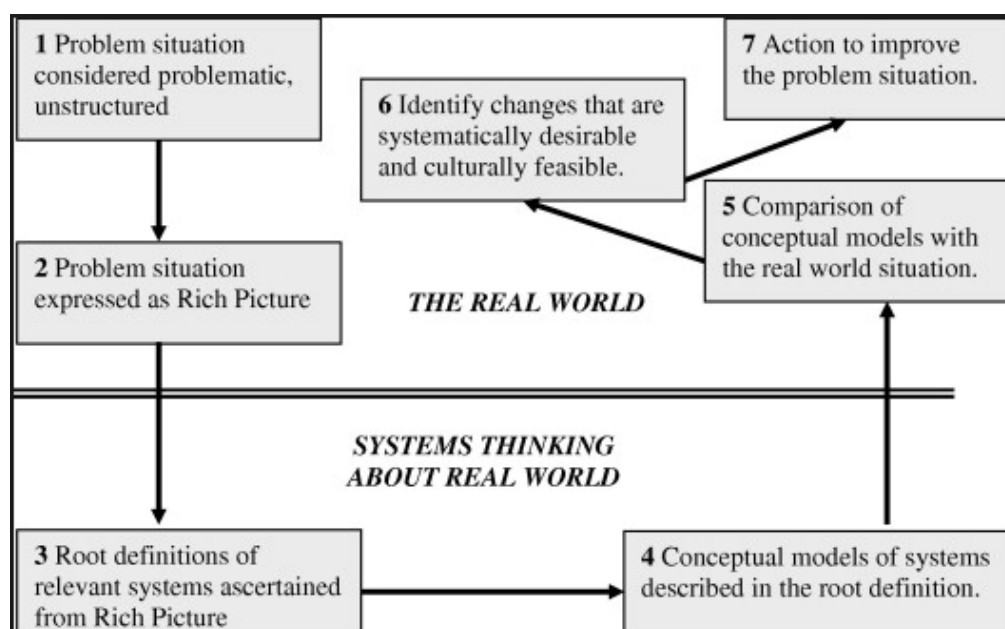 1 Problem situation
considered problematic,
unstructured
7 Action to improve
the problem situation.
6 Identify changes that are
systematically desirable
and culturally feasible.
5 Comparison of
conceptual models with
the real world situation.
2 Problem situation
expressed as Rich Picture
THE REAL WORLD
SYSTEMS THINKING
ABOUT REAL WORLD
3 Root definitions of
relevant systems ascertained
from Rich Picture
4 Conceptual models of systems
described in the root definition.